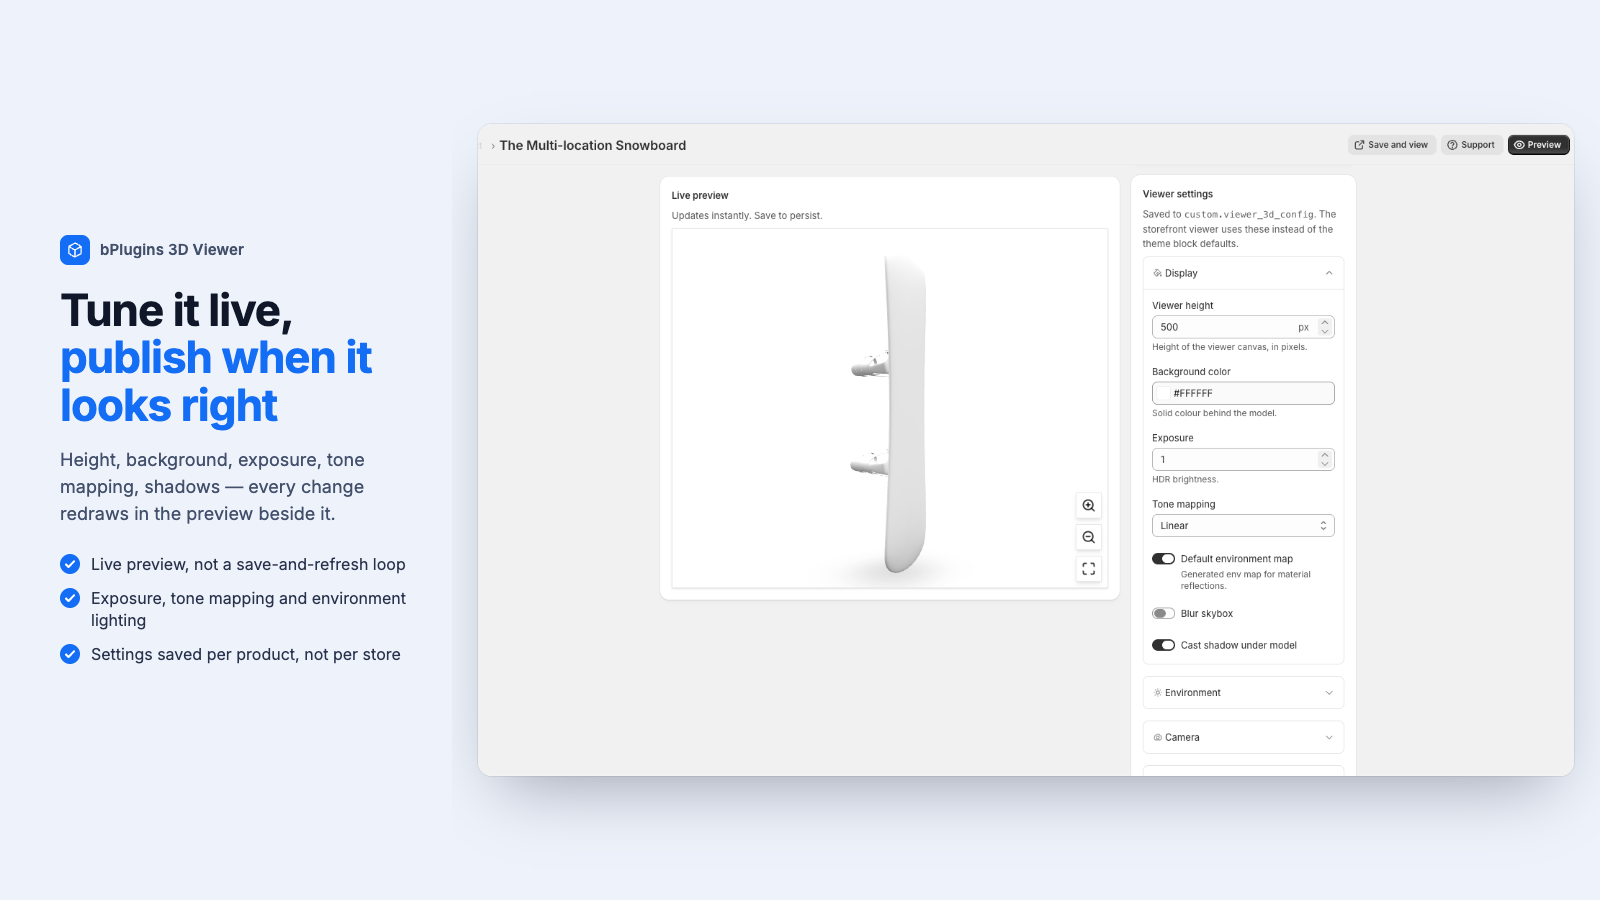 bPlugins 3D Viewer
Tune it live,
publish when it
looks right
Height, background, exposure, tone
mapping, shadows — every change
redraws in the preview beside it.
Live preview, not a save-and-refresh loop
Exposure, tone mapping and environment
lighting
Settings saved per product, not per store
› The Multi-location Snowboard
Save and view
Support
Preview
Live preview
Updates instantly. Save to persist.
Viewer settings
Saved to custom.viewer_3d_config. The
storefront viewer uses these instead of the
theme block defaults.
Display
Viewer height
500 px
Height of the viewer canvas, in pixels.
Background color
#FFFFFF
Solid colour behind the model.
Exposure
1
HDR brightness.
Tone mapping
Linear
Default environment map
Generated env map for material
reflections.
Blur skybox
Cast shadow under model
Environment
Camera